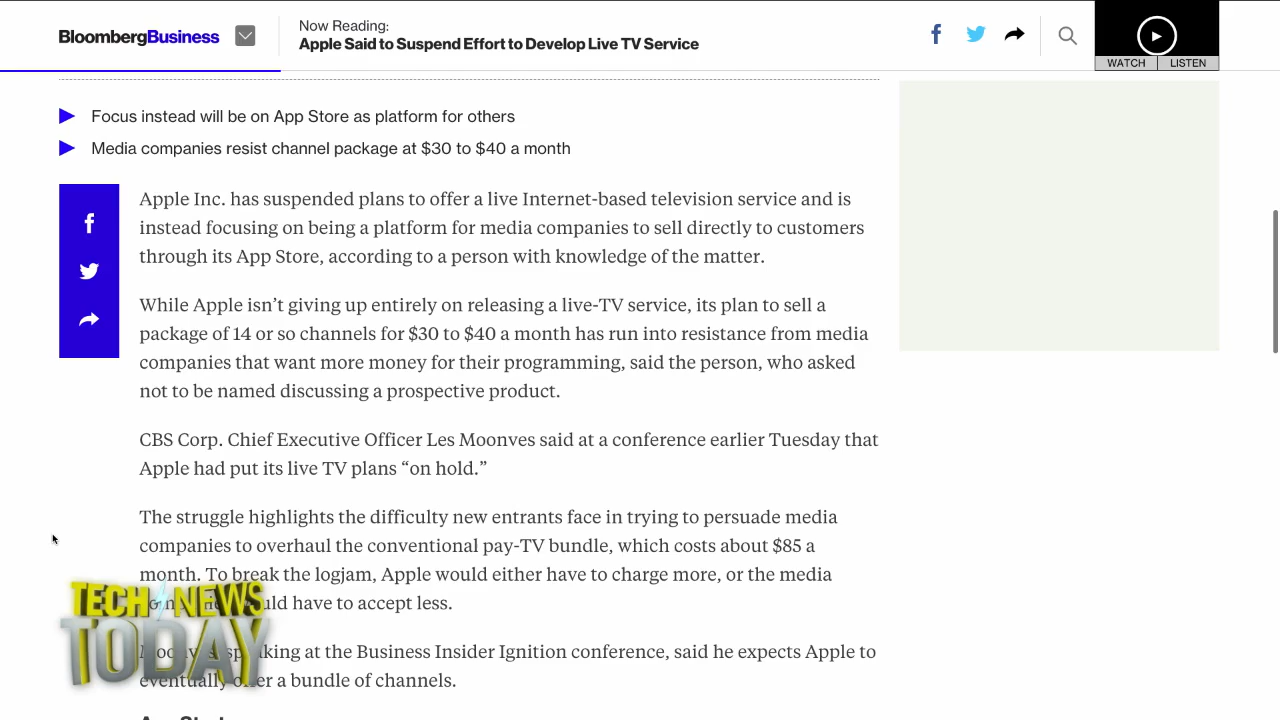 BloombergBusiness
Now Reading:
Apple Said to Suspend Effort to Develop Live TV Service
WATCH LISTEN
Focus instead will be on App Store as platform for others
Media companies resist channel package at $30 to $40 a month
Apple Inc. has suspended plans to offer a live Internet-based television service and is
instead focusing on being a platform for media companies to sell directly to customers
through its App Store, according to a person with knowledge of the matter.
While Apple isn’t giving up entirely on releasing a live-TV service, its plan to sell a
package of 14 or so channels for $30 to $40 a month has run into resistance from media
companies that want more money for their programming, said the person, who asked
not to be named discussing a prospective product.
CBS Corp. Chief Executive Officer Les Moonves said at a conference earlier Tuesday that
Apple had put its live TV plans “on hold.”
The struggle highlights the difficulty new entrants face in trying to persuade media
companies to overhaul the conventional pay-TV bundle, which costs about $85 a
month. To break the logjam, Apple would either have to charge more, or the media
have to accept less.
at the Business Insider Ignition conference, said he expects Apple to
eventually a bundle of channels.
TECH NEWS
TODAY